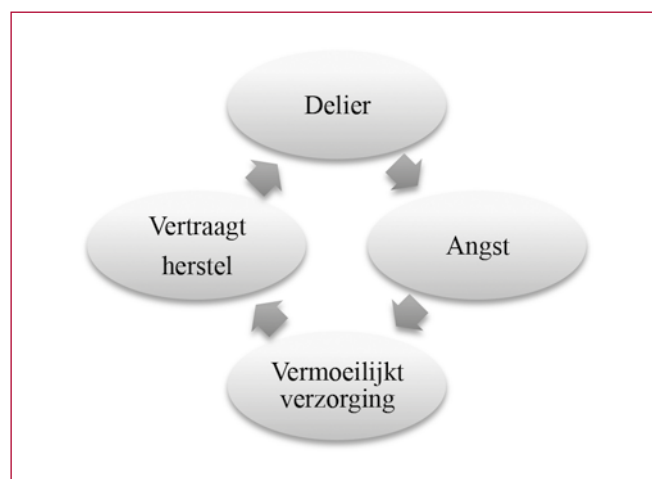 Delier
Angst
Vermoeilijkt
verzorging
Vertraagt
herstel